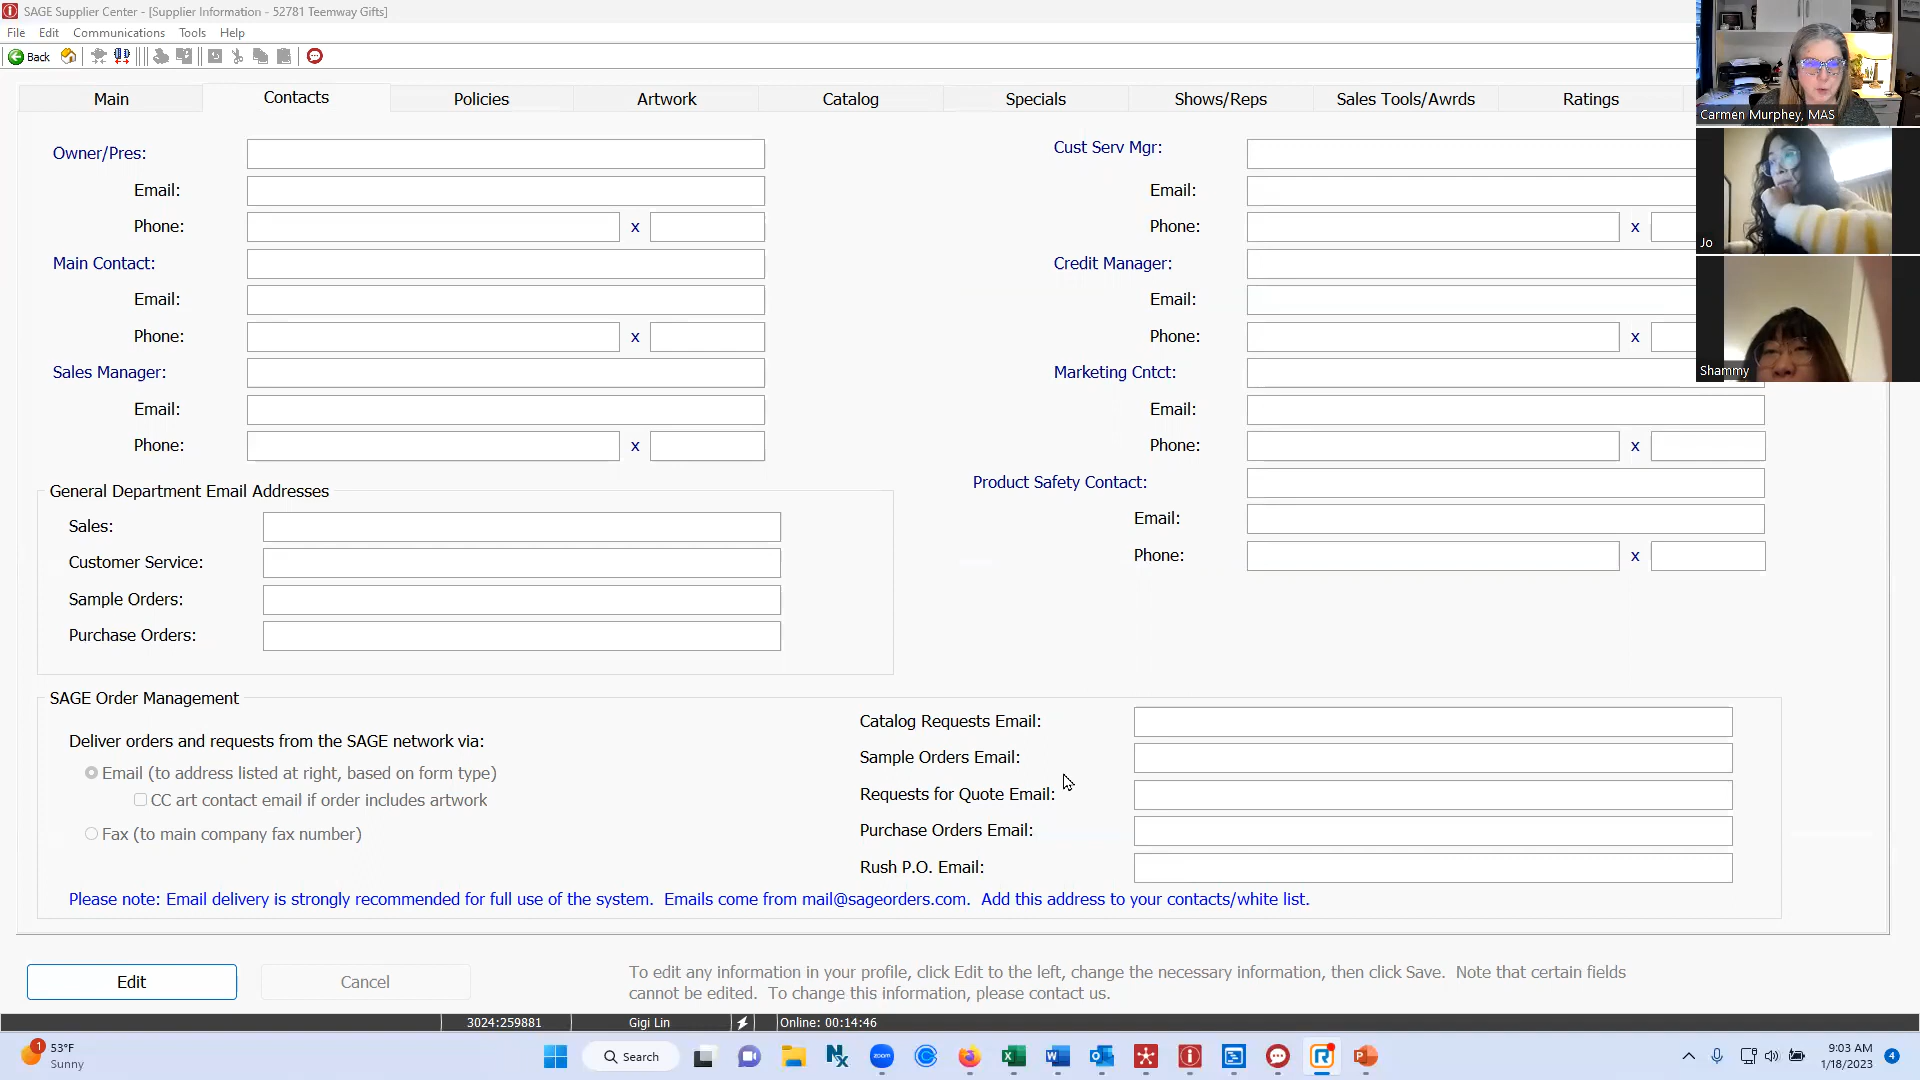 SAGE Supplier Center - [Supplier Information - 52781 Teemway Gifts]
File Edit Communications Tools Help
Back
Main Contacts Policies Artwork Catalog Specials Shows/Reps Sales Tools/Awrds Ratings
Carmen Murphey, MAS
Jo
Shammy
Owner/Pres:
Email:
Phone: x
Main Contact:
Email:
Phone: x
Sales Manager:
Email:
Phone: x
Cust Serv Mgr:
Email:
Phone: x
Credit Manager:
Email:
Phone: x
Marketing Cntct:
Email:
Phone: x
Product Safety Contact:
Email:
Phone: x
General Department Email Addresses
Sales:
Customer Service:
Sample Orders:
Purchase Orders:
SAGE Order Management
Deliver orders and requests from the SAGE network via:
Email (to address listed at right, based on form type)
CC art contact email if order includes artwork
Fax (to main company fax number)
Catalog Requests Email:
Sample Orders Email:
Requests for Quote Email:
Purchase Orders Email:
Rush P.O. Email:
Please note: Email delivery is strongly recommended for full use of the system. Emails come from mail@sageorders.com. Add this address to your contacts/white list.
Edit Cancel
To edit any information in your profile, click Edit to the left, change the necessary information, then click Save. Note that certain fields
cannot be edited. To change this information, please contact us.
3024:259881 Gigi Lin Online: 00:14:46
1
53°F
Sunny
Search
zoom
9:03 AM
1/18/2023
4